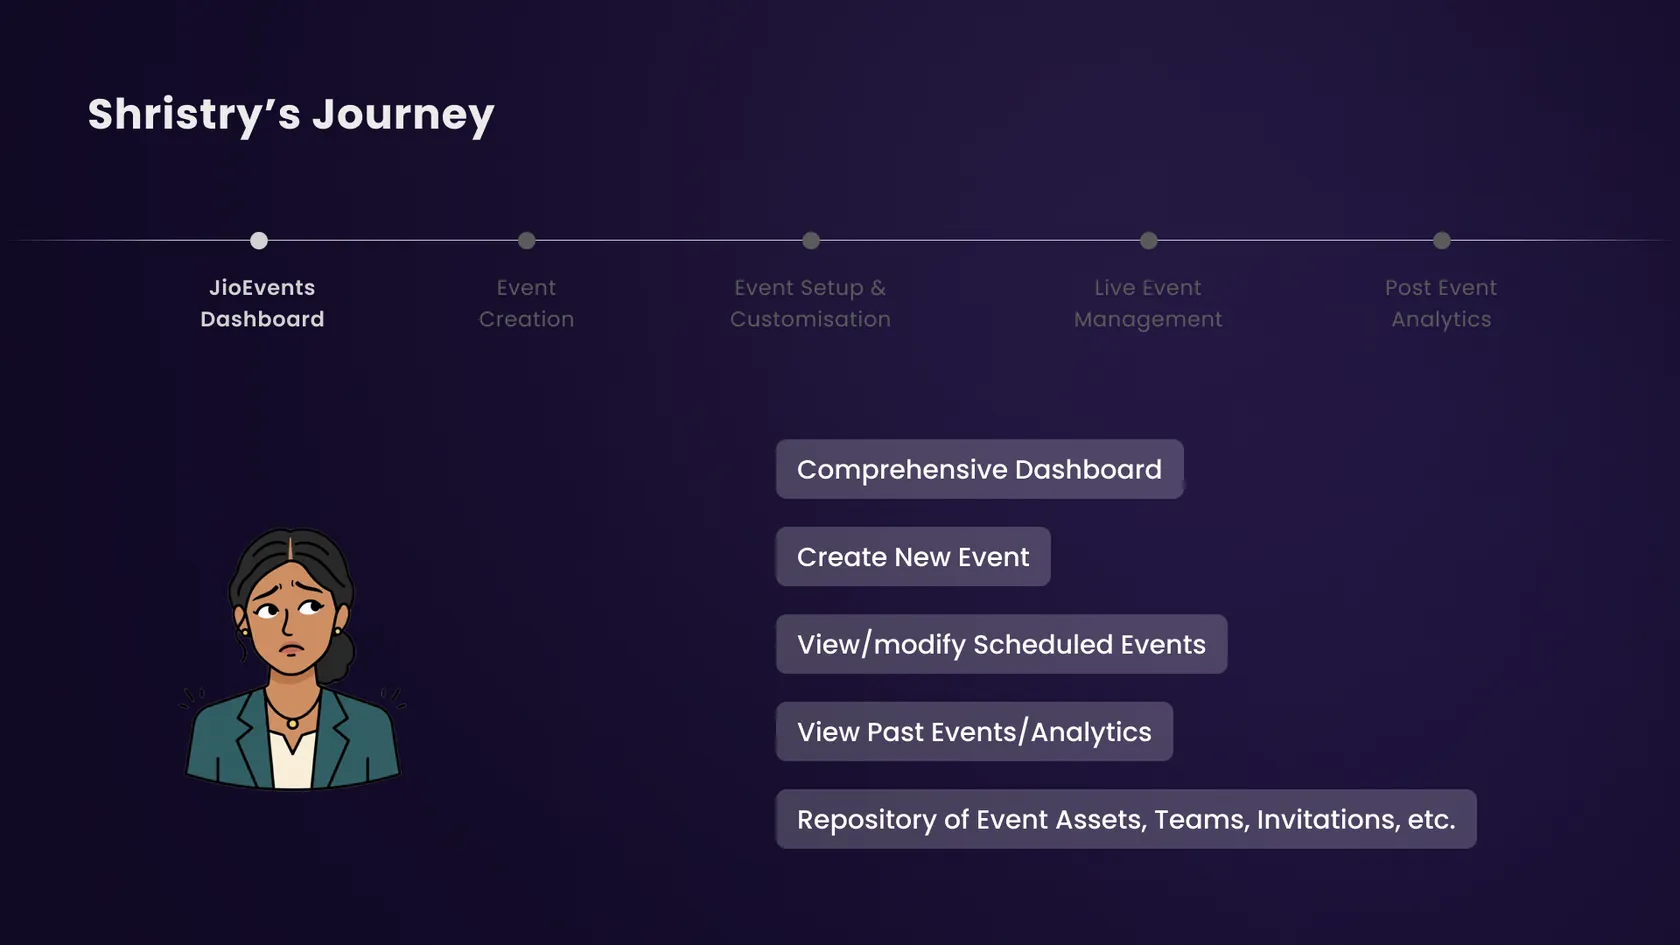 Shristry’s Journey
JioEvents
Dashboard
Event
Creation
Event Setup &
Customisation
Live Event
Management
Post Event
Analytics
Comprehensive Dashboard
Create New Event
View/modify Scheduled Events
View Past Events/Analytics
Repository of Event Assets, Teams, Invitations, etc.